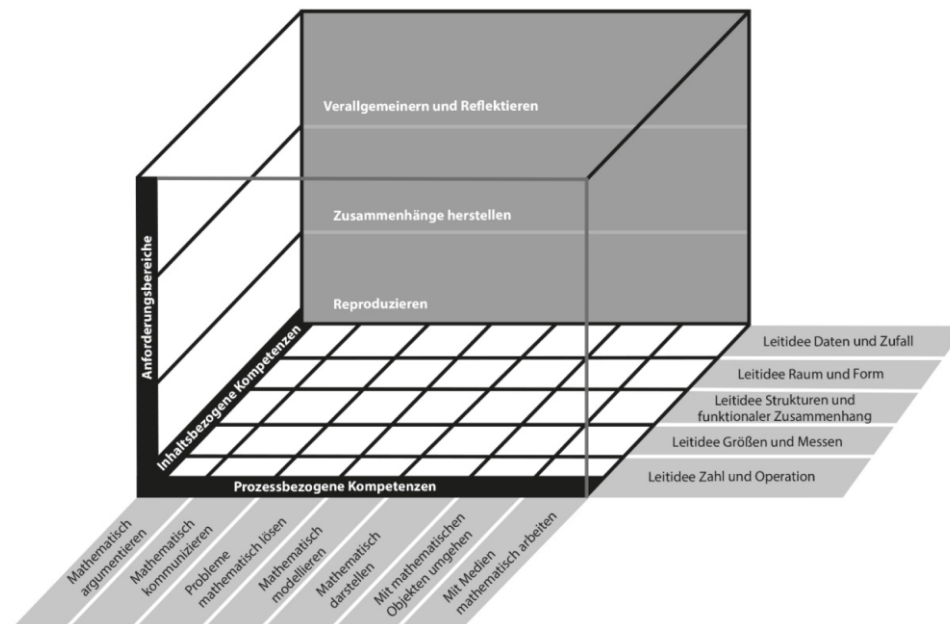 Verallgemeinern und Reflektieren
Zusammenhänge herstellen
Reproduzieren
Anforderungsbereiche
Inhaltsbezogene Kompetenzen
Prozessbezogene Kompetenzen
Leitidee Daten und Zufall
Leitidee Raum und Form
Leitidee Strukturen und
funktionaler Zusammenhang
Leitidee Größen und Messen
Leitidee Zahl und Operation
Mathematisch
argumentieren
Mathematisch
kommunizieren
Probleme
mathematisch lösen
Mathematisch
modellieren
Mathematisch
darstellen
Mit mathematischen
Objekten umgehen
Mit Medien
mathematisch arbeiten